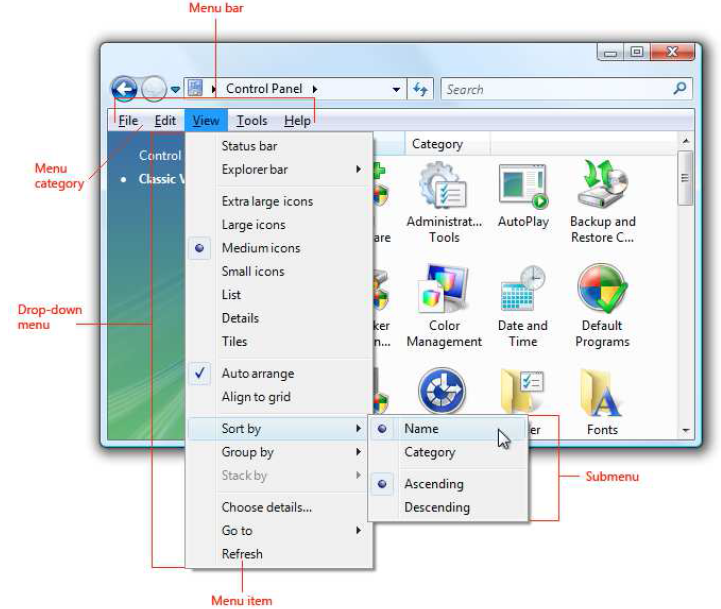 Menu bar
Control Panel
Search
File Edit View Tools Help
Menu
category
Drop-down
menu
Control
Classic V
Status bar
Explorer bar
Extra large icons
Large icons
Medium icons
Small icons
List
Details
Tiles
Auto arrange
Align to grid
Sort by
Group by
Stack by
Choose details...
Go to
Refresh
Category
are
Administrat...
Tools
AutoPlay
Backup and
Restore C...
ker
n...
Color
Management
Date and
Time
Default
Programs
er
Fonts
Name
Category
Ascending
Descending
Submenu
Menu item